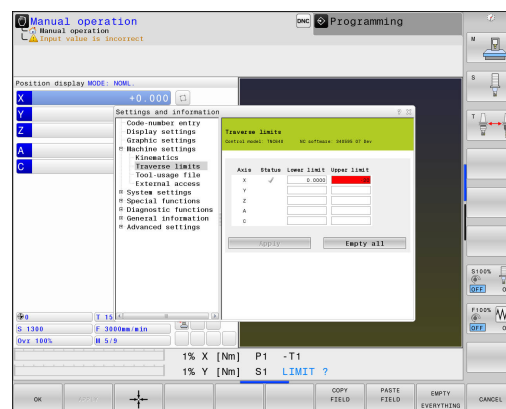 Manual operation
DNC
Programming
Manual operation
Input value is incorrect
Position display MODE: NOML.
X +0.000
Y
Z
A
C
Settings and information
Code-number entry
Display settings
Graphic settings
Machine settings
Kinematics
Traverse limits
Tool-usage file
External access
System settings
Special functions
Diagnostic functions
General information
Advanced settings
Traverse limits
Axis Status Lower limit Upper limit
X 0.0000
Y
Z
A
C
Apply Empty all
0 T 15
S 1300 F 3000mm/min
Ovr 100% M 5/9
1% X [Nm] P1 -T1
1% Y [Nm] S1 LIMIT ?
M
S
T
S100%
OFF
F100%
OFF
OK
APPLY
COPY FIELD
PASTE FIELD
EMPTY EVERYTHING
CANCEL